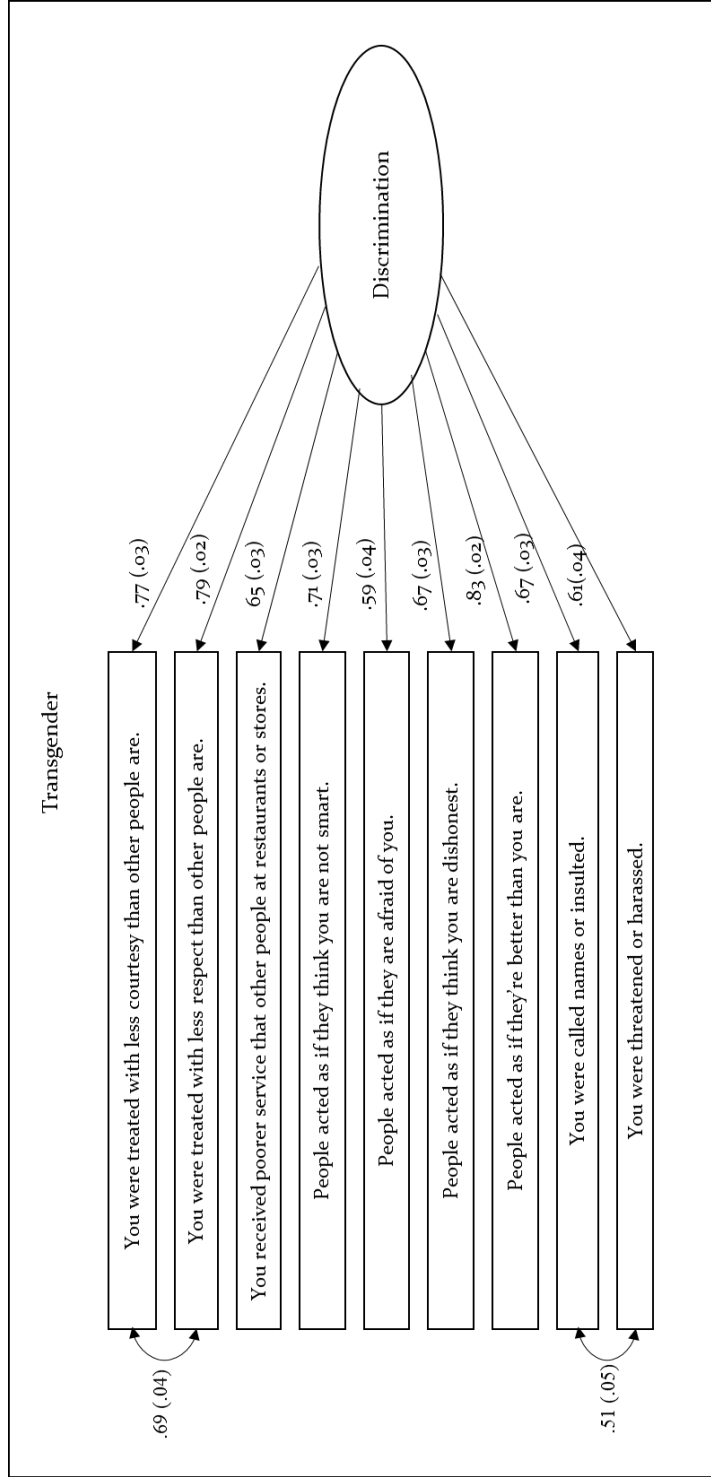 Transgender
You were treated with less courtesy than other people are.
You were treated with less respect than other people are.
You received poorer service that other people at restaurants or stores.
People acted as if they think you are not smart.
People acted as if they are afraid of you.
People acted as if they think you are dishonest.
People acted as if they're better than you are.
You were called names or insulted.
You were threatened or harassed.
.77 (.03)
.79 (.02)
65 (.03)
.71 (.03)
.59 (.04)
.67 (.03)
.83 (.02)
.67 (.03)
.61(.04)
Discrimination
.69 (.04)
.51 (.05)